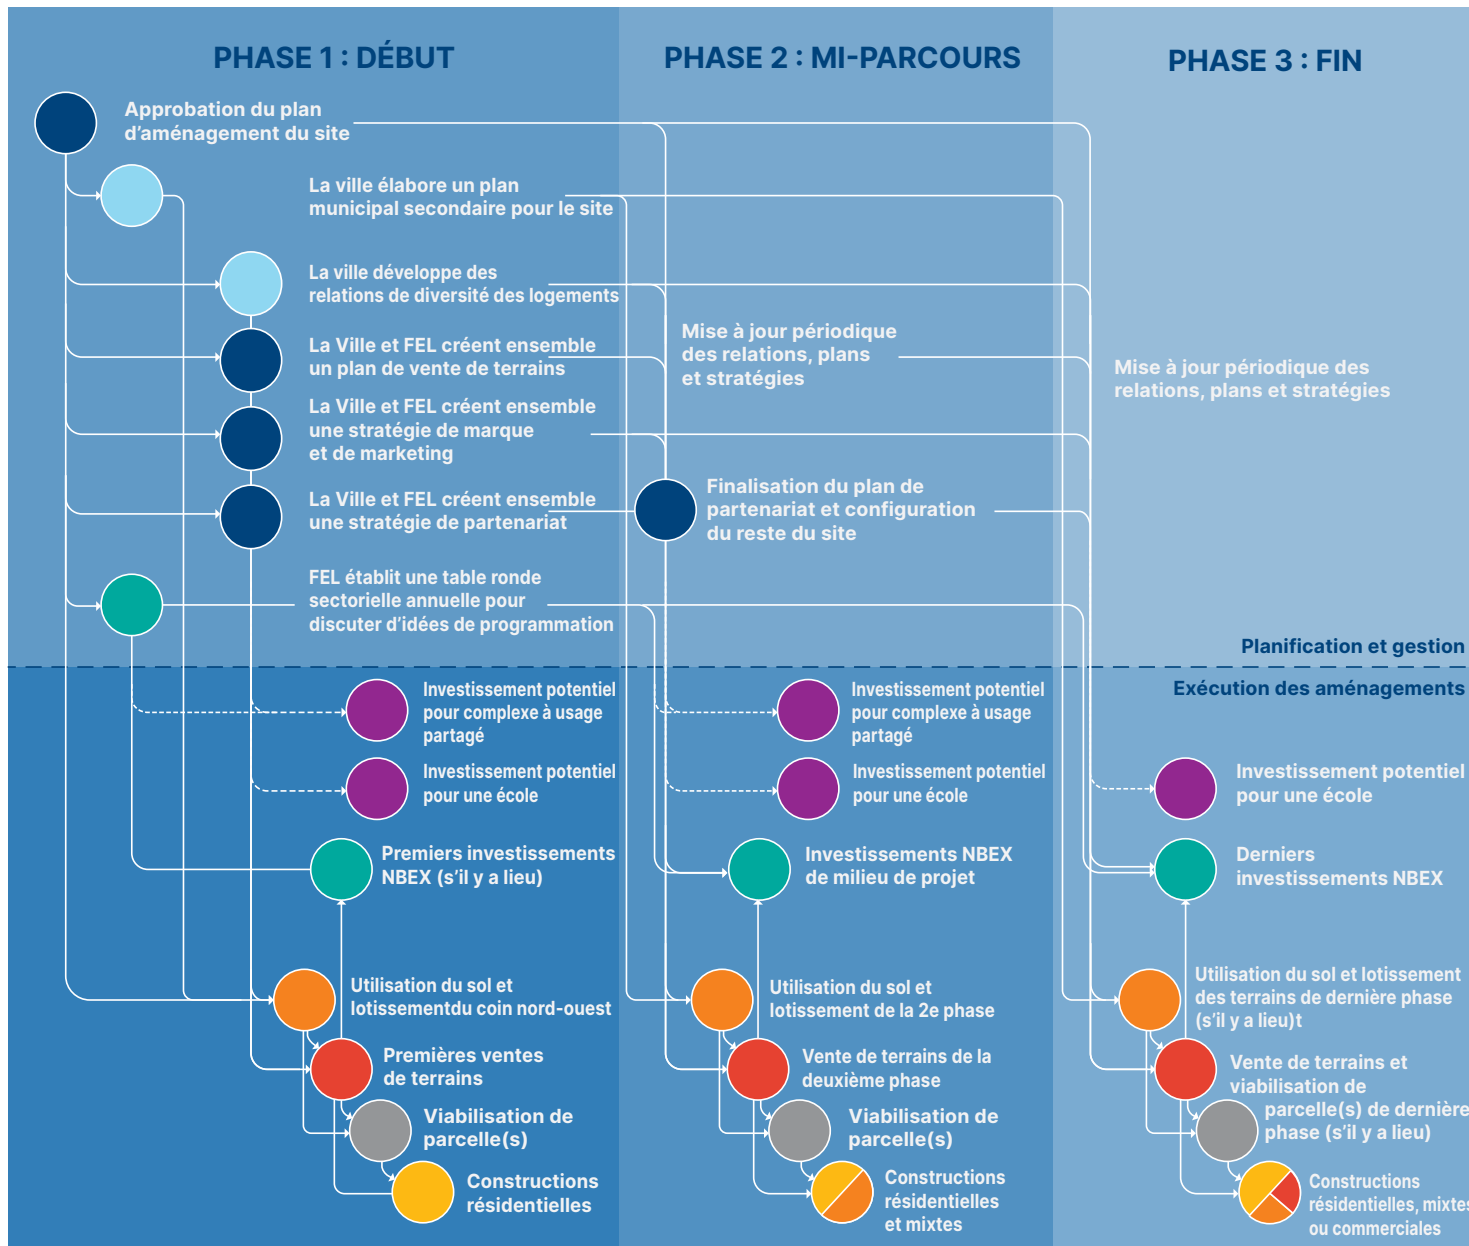 PHASE 1 : DÉBUT
Approbation du plan
d'aménagement du site
La ville élabore un plan
municipal secondaire pour le site
La ville développe des
relations de diversité des logements
La Ville et FEL créent ensemble
un plan de vente de terrains
La Ville et FEL créent ensemble
une stratégie de marque
et de marketing
La Ville et FEL créent ensemble
une stratégie de partenariat
FEL établit une table ronde
sectorielle annuelle pour
discuter d'idées de programmation
Investissement potentiel
pour complexe à usage
partagé
Investissement potentiel
pour une école
Premiers investissements
NBEX (s'il y a lieu)
Utilisation du sol et
lotissementdu coin nord-ouest
Premières ventes
de terrains
Viabilisation de
parcelle(s)
Constructions
résidentielles
PHASE 2 : MI-PARCOURS
Mise à jour périodique
des relations, plans
et stratégies
Finalisation du plan de
partenariat et configuration
du reste du site
Investissement potentiel
pour complexe à usage
partagé
Investissement potentiel
pour une école
Investissements NBEX
de milieu de projet
Utilisation du sol et
lotissement de la 2e phase
Vente de terrains de la
deuxième phase
Viabilisation de
parcelle(s)
Constructions
résidentielles
et mixtes
PHASE 3 : FIN
Mise à jour périodique des
relations, plans et stratégies
Planification et gestion
Exécution des aménagements
Investissement potentiel
pour une école
Derniers
investissements NBEX
Utilisation du sol et lotissement
des terrains de dernière phase
(s'il y a lieu)t
Vente de terrains et
viabilisation de
parcelle(s) de dernière
phase (s'il y a lieu)
Constructions
résidentielles, mixtes
ou commerciales